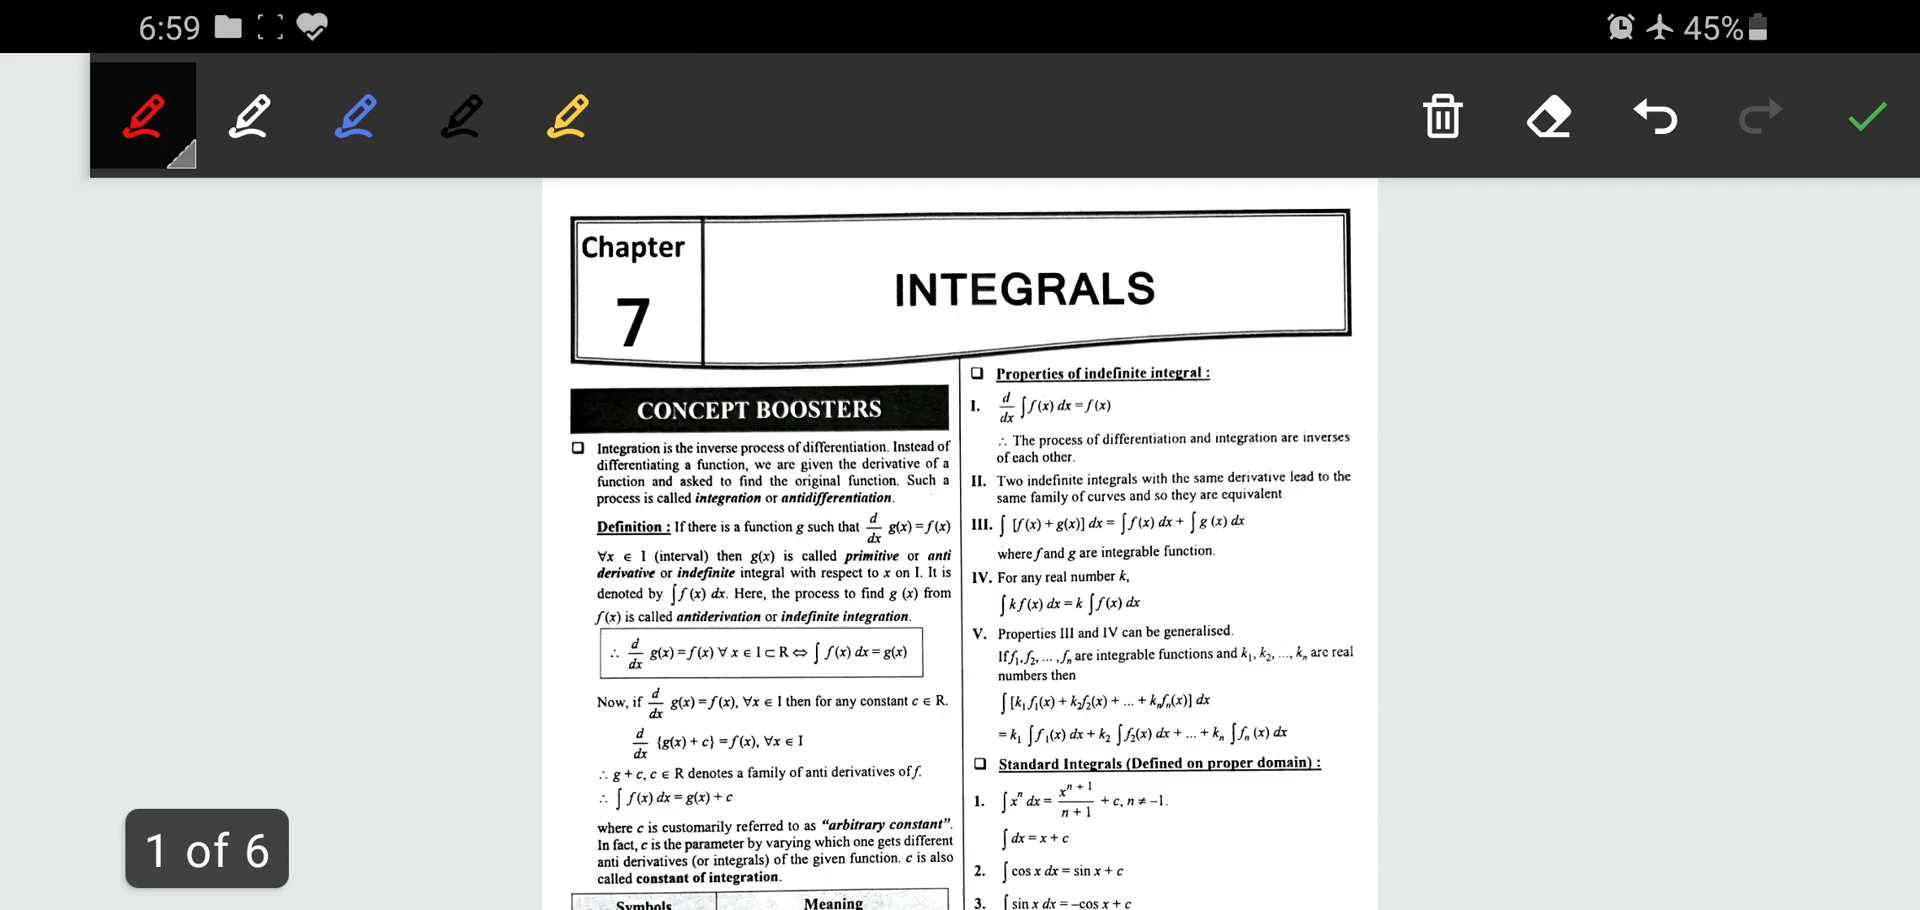 6:59
45%
Chapter
7
INTEGRALS
CONCEPT BOOSTERS
❑ Integration is the inverse process of differentiation. Instead of
differentiating a function, we are given the derivative of a
function and asked to find the original function. Such a
process is called integration or antidifferentiation.
Definition : If there is a function g such that d/dx g(x) = f(x)
∀x ∈ I (interval) then g(x) is called primitive or anti
derivative or indefinite integral with respect to x on I. It is
denoted by ∫ f (x) dx. Here, the process to find g (x) from
f(x) is called antiderivation or indefinite integration.
∴ d/dx g(x) = f(x) ∀ x ∈ I ⊂ R ⇔ ∫ f(x) dx = g(x)
Now, if d/dx g(x) = f(x), ∀x ∈ I then for any constant c ∈ R.
d/dx {g(x) + c} = f(x), ∀x ∈ I
∴ g + c, c ∈ R denotes a family of anti derivatives of f.
∴ ∫ f(x) dx = g(x) + c
where c is customarily referred to as “arbitrary constant”.
In fact, c is the parameter by varying which one gets different
anti derivatives (or integrals) of the given function. c is also
called constant of integration.
Symbols Meaning
❑ Properties of indefinite integral :
I. d/dx ∫ f(x) dx = f(x)
∴ The process of differentiation and integration are inverses
of each other.
II. Two indefinite integrals with the same derivative lead to the
same family of curves and so they are equivalent
III. ∫ [f(x) + g(x)] dx = ∫ f(x) dx + ∫ g (x) dx
where f and g are integrable function.
IV. For any real number k,
∫ k f(x) dx = k ∫ f(x) dx
V. Properties III and IV can be generalised.
If f₁, f₂, ... , fₙ are integrable functions and k₁, k₂, ..., kₙ are real
numbers then
∫ [k₁ f₁(x) + k₂f₂(x) + ... + kₙfₙ(x)] dx
= k₁ ∫ f₁(x) dx + k₂ ∫ f₂(x) dx + ... + kₙ ∫ fₙ (x) dx
❑ Standard Integrals (Defined on proper domain) :
1. ∫ xⁿ dx = xⁿ⁺¹/n + 1 + c, n ≠ –1.
∫ dx = x + c
2. ∫ cos x dx = sin x + c
3. ∫ sin x dx = –cos x + c
1 of 6